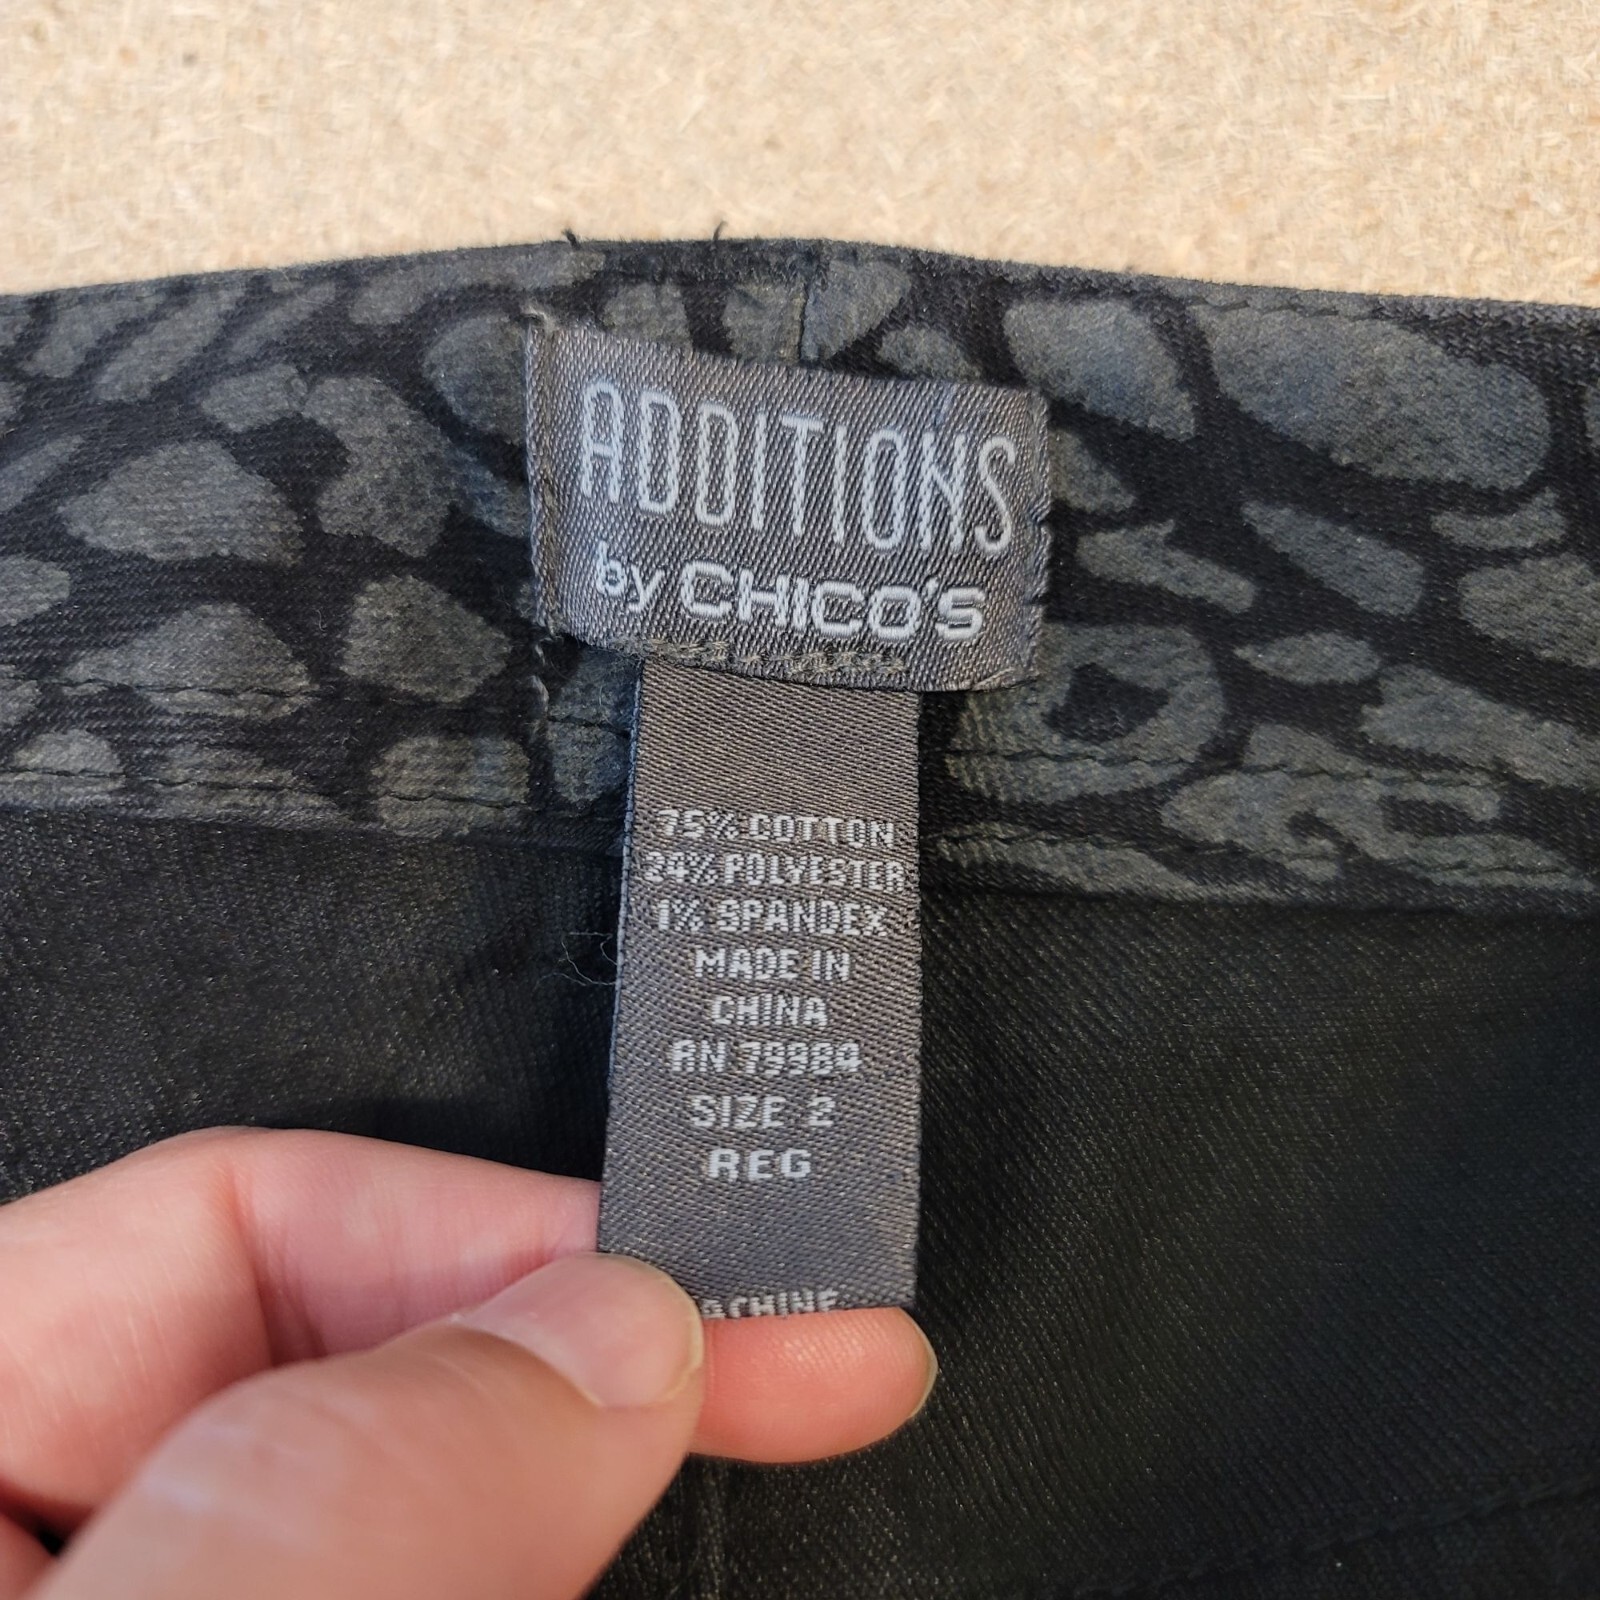 ADDITIONS
by CHICO'S
75% COTTON
24% POLYESTER
1% SPANDEX
MADE IN
CHINA
RN 79984
SIZE 2
REG